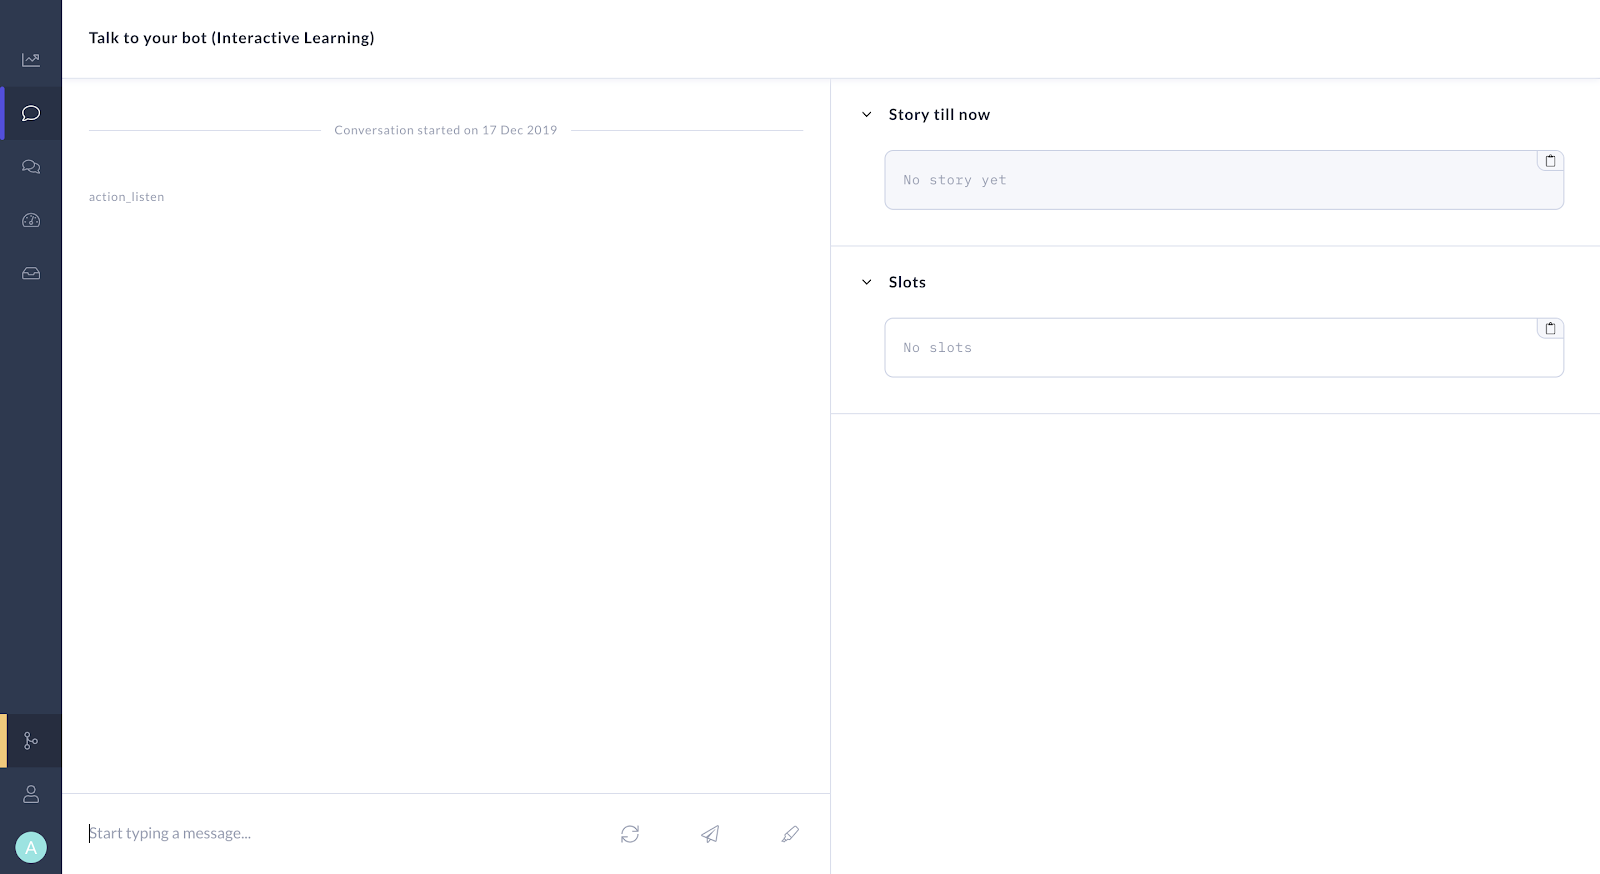 Talk to your bot (Interactive Learning)
Conversation started on 17 Dec 2019
action_listen
Start typing a message...
Story till now
No story yet
Slots
No slots
A